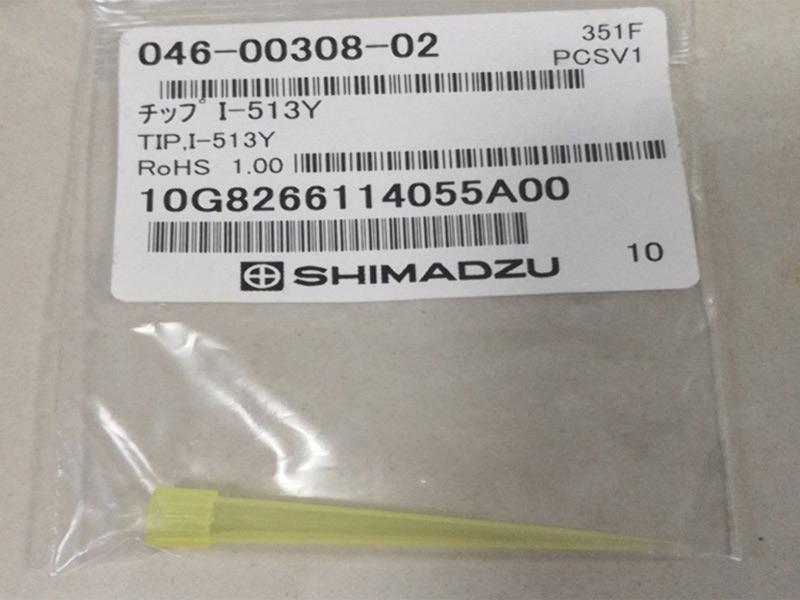 046-00308-02
351F
PCSV1
チップ I-513Y
TIP,I-513Y
RoHS 1.00
10G8266114055A00
SHIMADZU
10